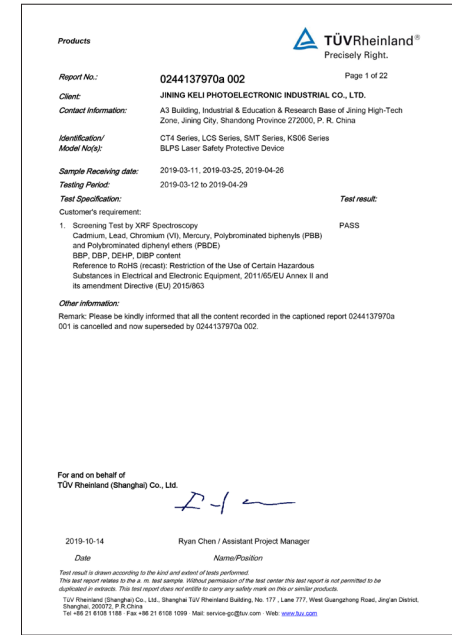 Products
TÜVRheinland®
Precisely Right.
Report No.: 0244137970a 002 Page 1 of 22
Client: JINING KELI PHOTOELECTRONIC INDUSTRIAL CO., LTD.
Contact Information: A3 Building, Industrial & Education & Research Base of Jining High-Tech
Zone, Jining City, Shandong Province 272000, P. R. China
Identification/ CT4 Series, LCS Series, SMT Series, KS06 Series
Model No(s): BLPS Laser Safety Protective Device
Sample Receiving date: 2019-03-11, 2019-03-25, 2019-04-26
Testing Period: 2019-03-12 to 2019-04-29
Test Specification: Test result:
Customer's requirement:
1. Screening Test by XRF Spectroscopy PASS
Cadmium, Lead, Chromium (VI), Mercury, Polybrominated biphenyls (PBB)
and Polybrominated diphenyl ethers (PBDE)
BBP, DBP, DEHP, DIBP content
Reference to RoHS (recast): Restriction of the Use of Certain Hazardous
Substances in Electrical and Electronic Equipment, 2011/65/EU Annex II and
its amendment Directive (EU) 2015/863
Other information:
Remark: Please be kindly informed that all the content recorded in the captioned report 0244137970a
001 is cancelled and now superseded by 0244137970a 002.
For and on behalf of
TÜV Rheinland (Shanghai) Co., Ltd.
2019-10-14 Ryan Chen / Assistant Project Manager
Date Name/Position
Test result is drawn according to the kind and extent of tests performed.
This test report relates to the a. m. test sample. Without permission of the test center this test report is not permitted to be
duplicated in extracts. This test report does not entitle to carry any safety mark on this or similar products.
TÜV Rheinland (Shanghai) Co., Ltd., Shanghai TüV Rheinland Building, No. 177 , Lane 777, West Guangzhong Road, Jing'an District,
Shanghai, 200072, P.R.China
Tel +86 21 6108 1188 · Fax +86 21 6108 1099 · Mail: service-gc@tuv.com · Web: www.tuv.com